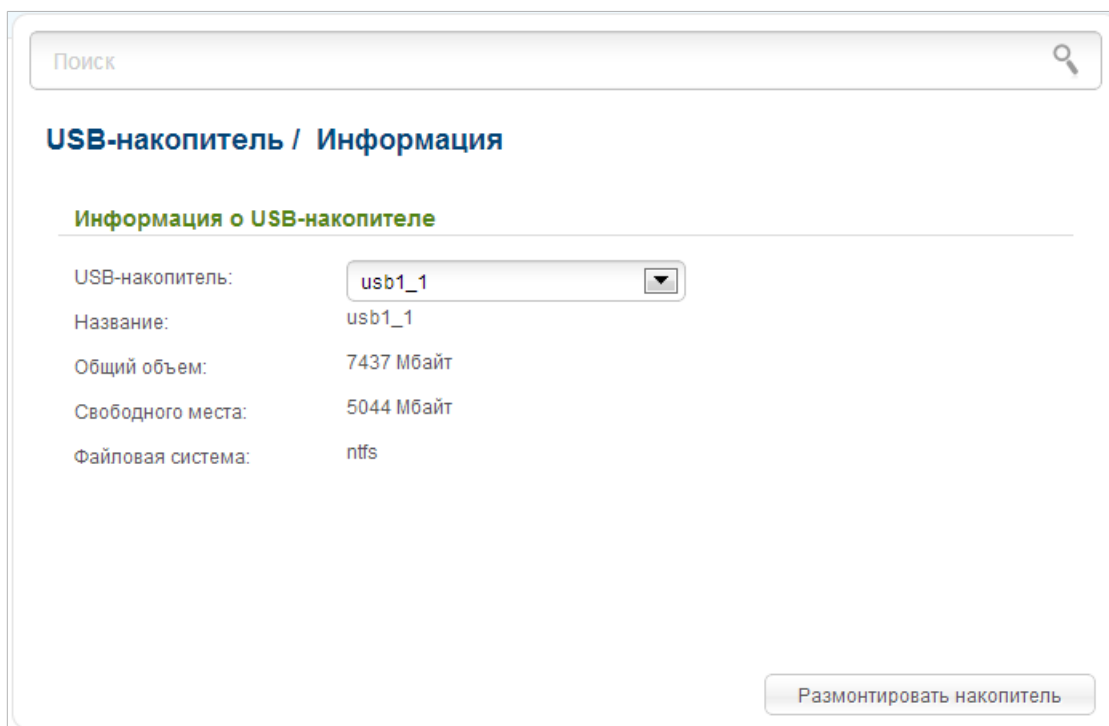 Поиск
USB-накопитель / Информация
Информация о USB-накопителе
USB-накопитель: usb1_1
Название: usb1_1
Общий объем: 7437 Мбайт
Свободного места: 5044 Мбайт
Файловая система: ntfs
Размонтировать накопитель